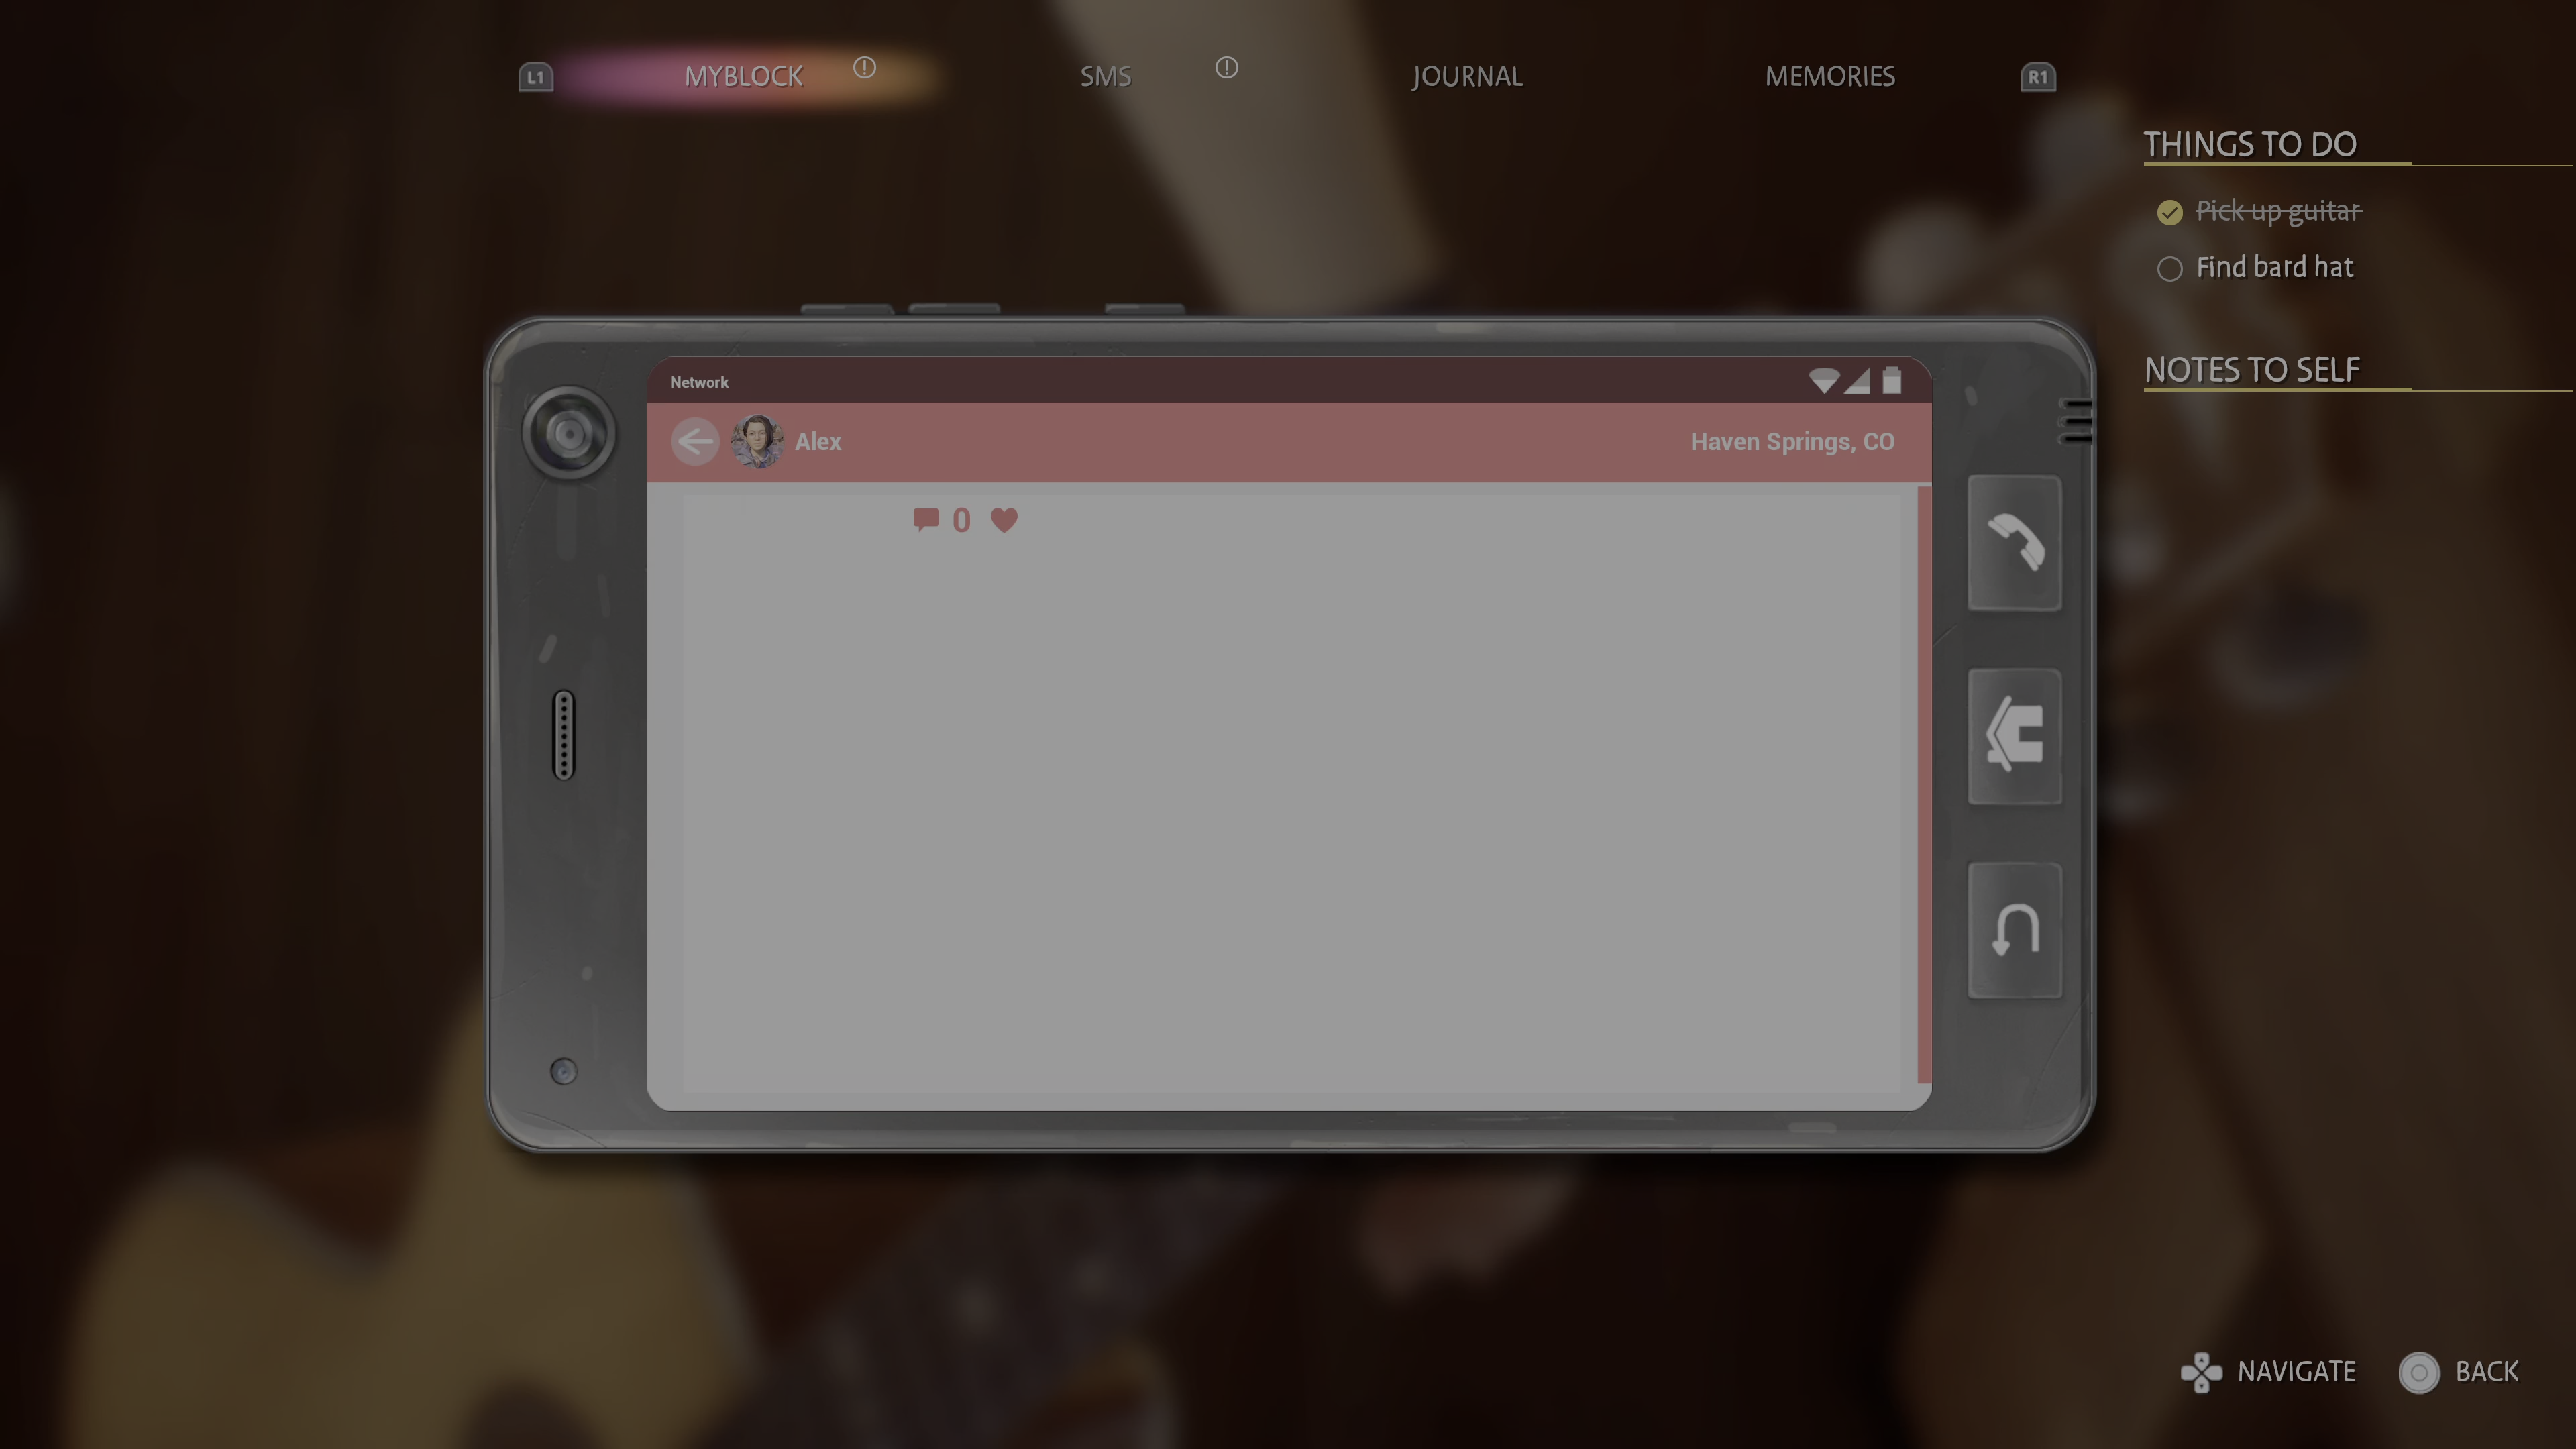 L1 MYBLOCK SMS JOURNAL MEMORIES R1
THINGS TO DO
Pick up guitar
Find bard hat
NOTES TO SELF
Network
Alex
Haven Springs, CO
0
NAVIGATE
BACK